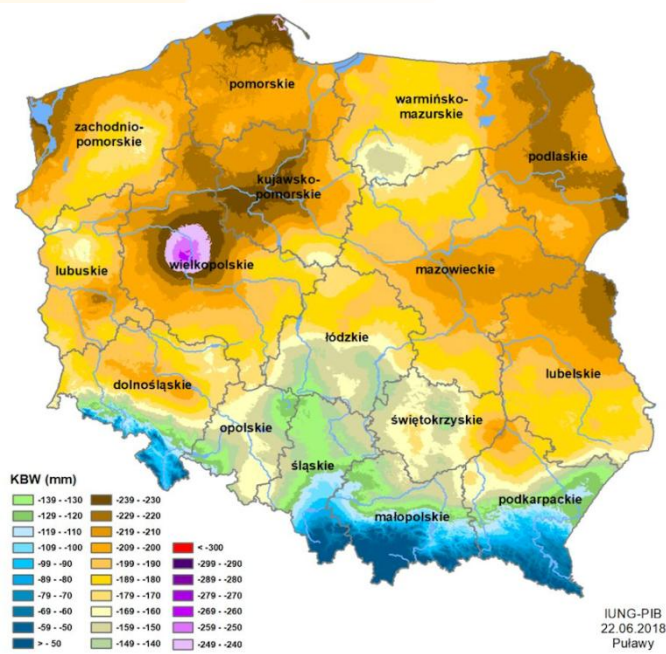 pomorskie
warmińsko-
mazurskie
zachodnio-
pomorskie
podlaskie
kujawsko-
pomorskie
lubuskie
wielkopolskie
mazowieckie
łódzkie
dolnośląskie
lubelskie
opolskie
świętokrzyskie
śląskie
małopolskie
podkarpackie
KBW (mm)
-139 - -130
-129 - -120
-119 - -110
-109 - -100
-99 - -90
-89 - -80
-79 - -70
-69 - -60
-59 - -50
> - 50
-239 - -230
-229 - -220
-219 - -210
-209 - -200
-199 - -190
-189 - -180
-179 - -170
-169 - -160
-159 - -150
-149 - -140
< -300
-299 - -290
-289 - -280
-279 - -270
-269 - -260
-259 - -250
-249 - -240
IUNG-PIB
22.06.2018
Puławy